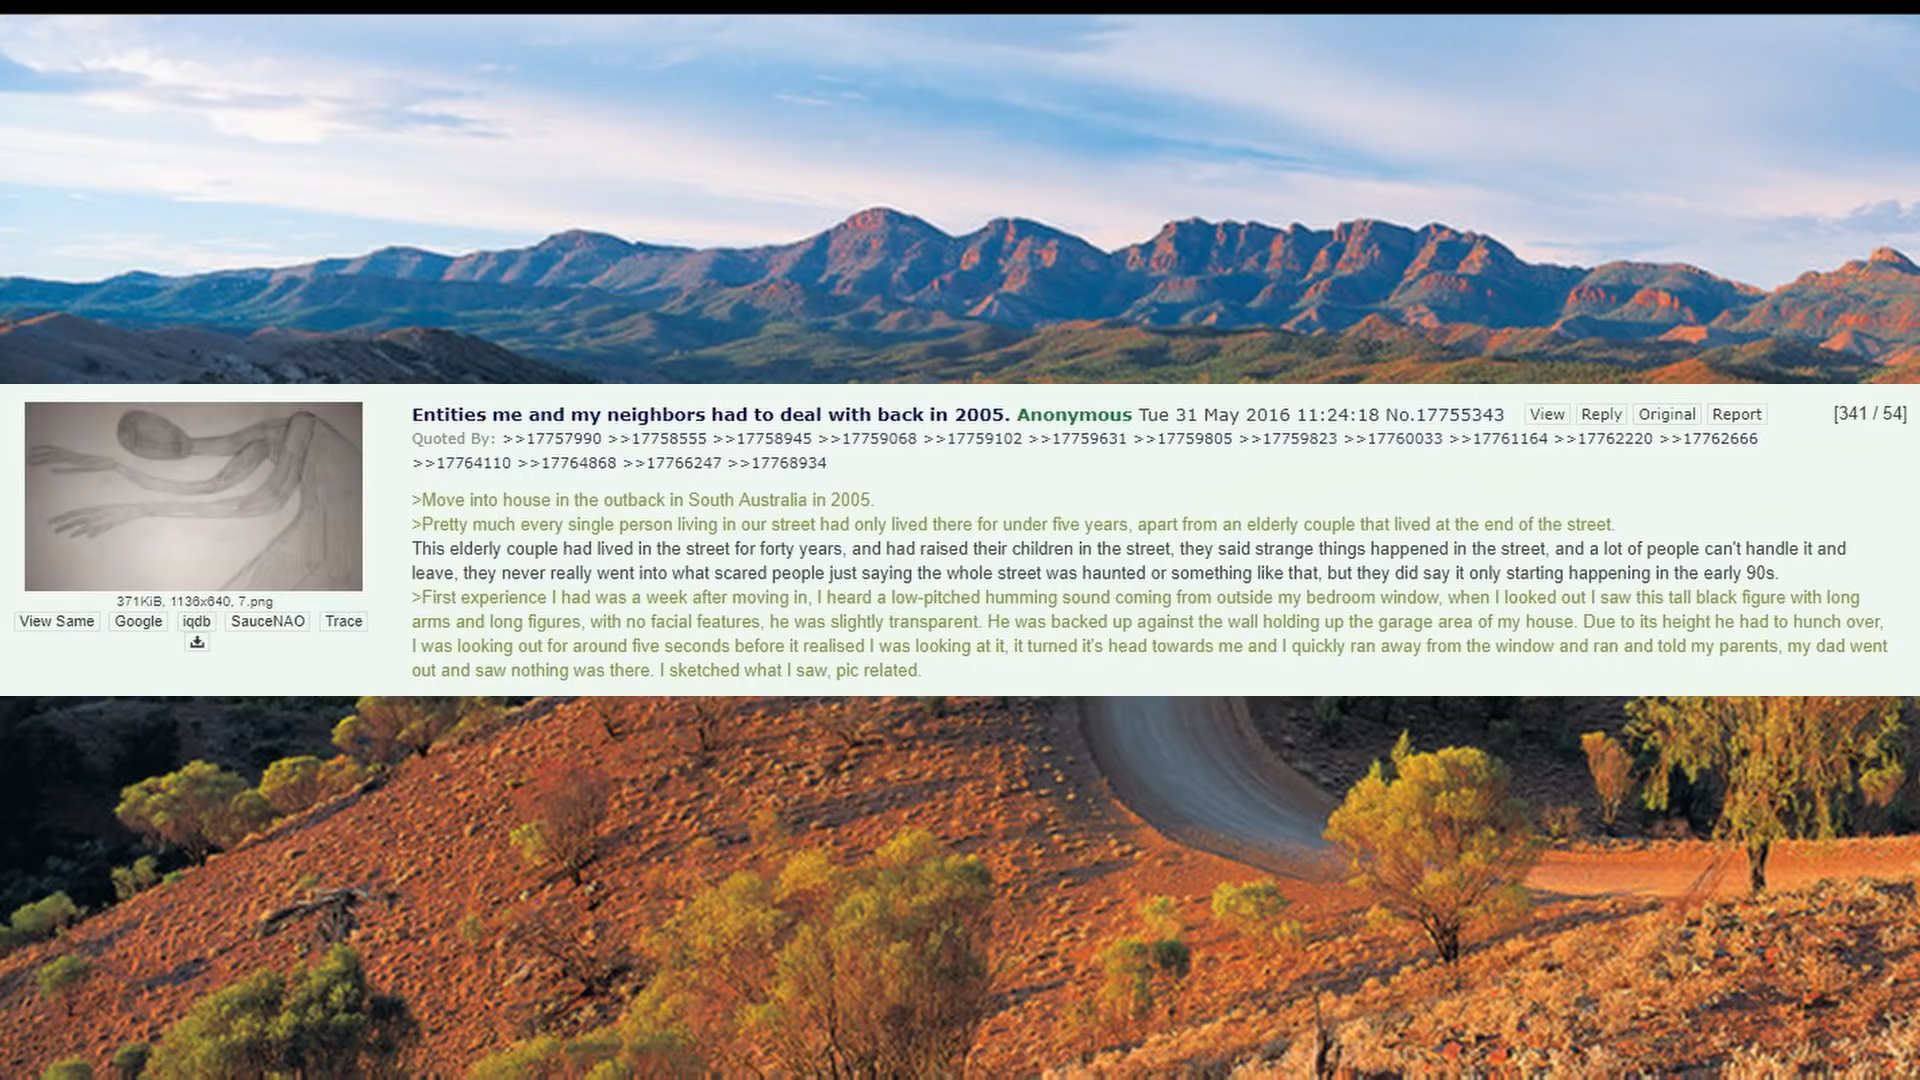 Entities me and my neighbors had to deal with back in 2005. Anonymous Tue 31 May 2016 11:24:18 No.17755343 View Reply Original Report [341 / 54]
Quoted By: >>17757990 >>17758555 >>17758945 >>17759068 >>17759102 >>17759631 >>17759805 >>17759823 >>17760033 >>17761164 >>17762220 >>17762666
>>17764110 >>17764868 >>17766247 >>17768934
>Move into house in the outback in South Australia in 2005.
>Pretty much every single person living in our street had only lived there for under five years, apart from an elderly couple that lived at the end of the street.
This elderly couple had lived in the street for forty years, and had raised their children in the street, they said strange things happened in the street, and a lot of people can't handle it and
leave, they never really went into what scared people just saying the whole street was haunted or something like that, but they did say it only starting happening in the early 90s.
>First experience I had was a week after moving in, I heard a low-pitched humming sound coming from outside my bedroom window, when I looked out I saw this tall black figure with long
arms and long figures, with no facial features, he was slightly transparent. He was backed up against the wall holding up the garage area of my house. Due to its height he had to hunch over,
I was looking out for around five seconds before it realised I was looking at it, it turned it's head towards me and I quickly ran away from the window and ran and told my parents, my dad went
out and saw nothing was there. I sketched what I saw, pic related.
371KiB, 1136x640, 7.png
View Same Google iqdb SauceNAO Trace